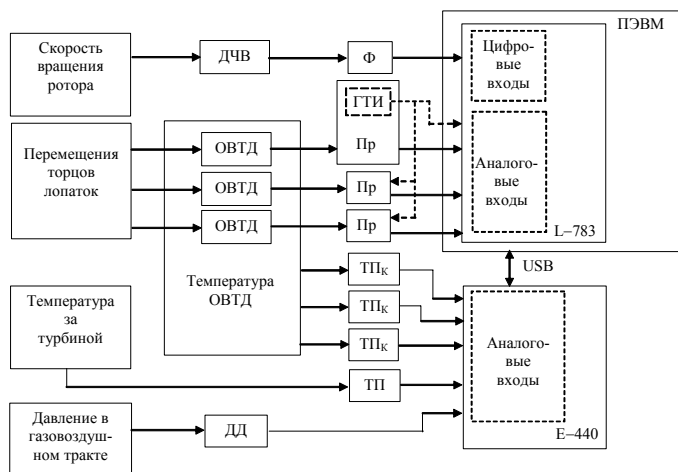 ПЭВМ
Скорость
вращения
ротора
ДЧВ
Ф
Цифро-
вые
входы
ГТИ
Пр
Перемещения
торцов
лопаток
ОВТД
ОВТД
Пр
ОВТД
Пр
Аналого-
вые
входы
L–783
Температура
ОВТД
ТПК
ТПК
ТПК
USB
Температура
за
турбиной
ТП
Аналого-
вые
входы
E–440
Давление в
газовоздуш-
ном тракте
ДД